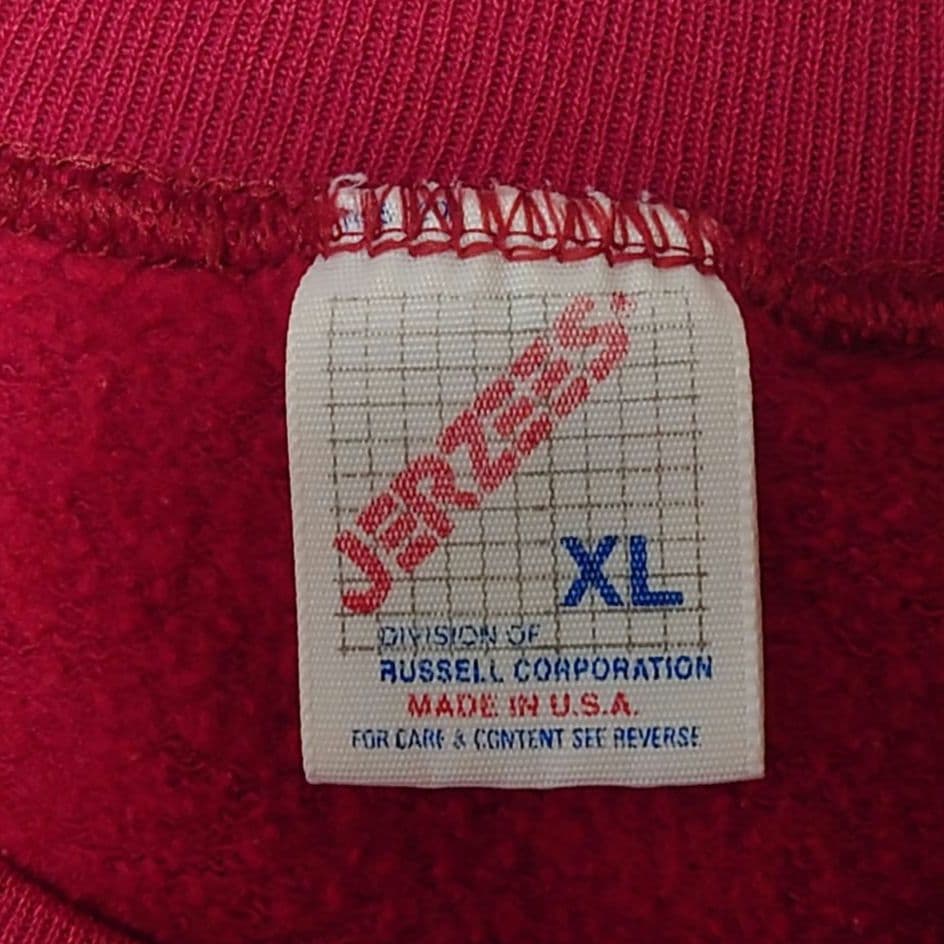 JERZEES
XL
DIVISION OF
RUSSELL CORPORATION
MADE IN U.S.A.
FOR CARE & CONTENT SEE REVERSE